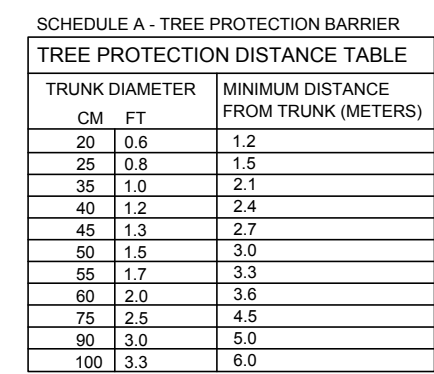 SCHEDULE A - TREE PROTECTION BARRIER
TREE PROTECTION DISTANCE TABLE
TRUNK DIAMETER MINIMUM DISTANCE
CM FT FROM TRUNK (METERS)
20 0.6 1.2
25 0.8 1.5
35 1.0 2.1
40 1.2 2.4
45 1.3 2.7
50 1.5 3.0
55 1.7 3.3
60 2.0 3.6
75 2.5 4.5
90 3.0 5.0
100 3.3 6.0